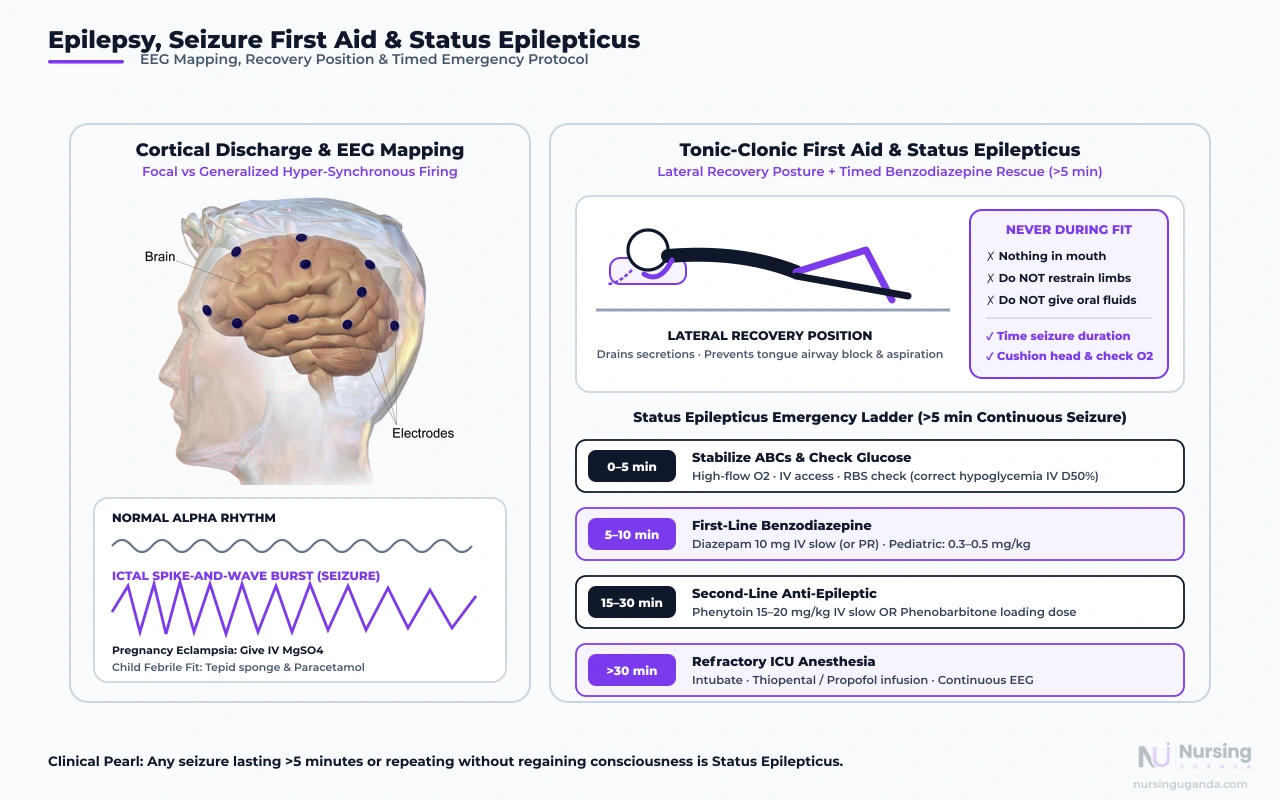 Epilepsy, Seizure First Aid & Status Epilepticus
EEG Mapping, Recovery Position & Timed Emergency Protocol
Cortical Discharge & EEG Mapping
Focal vs Generalized Hyper-Synchronous Firing
Brain
Electrodes
NORMAL ALPHA RHYTHM
ICTAL SPIKE-AND-WAVE BURST (SEIZURE)
Pregnancy Eclampsia: Give IV MgSO4
Child Febrile Fit: Tepid sponge & Paracetamol
Tonic-Clonic First Aid & Status Epilepticus
Lateral Recovery Posture + Timed Benzodiazepine Rescue (>5 min)
LATERAL RECOVERY POSITION
Drains secretions · Prevents tongue airway block & aspiration
NEVER DURING FIT
✗ Nothing in mouth
✗ Do NOT restrain limbs
✗ Do NOT give oral fluids
✓ Time seizure duration
✓ Cushion head & check O2
Status Epilepticus Emergency Ladder (>5 min Continuous Seizure)
0–5 min
Stabilize ABCs & Check Glucose
High-flow O2 · IV access · RBS check (correct hypoglycemia IV D50%)
5–10 min
First-Line Benzodiazepine
Diazepam 10 mg IV slow (or PR) · Pediatric: 0.3–0.5 mg/kg
15–30 min
Second-Line Anti-Epileptic
Phenytoin 15–20 mg/kg IV slow OR Phenobarbitone loading dose
>30 min
Refractory ICU Anesthesia
Intubate · Thiopental / Propofol infusion · Continuous EEG
Clinical Pearl: Any seizure lasting >5 minutes or repeating without regaining consciousness is Status Epilepticus.
NU Nursing
UGANDA
nursinguganda.com